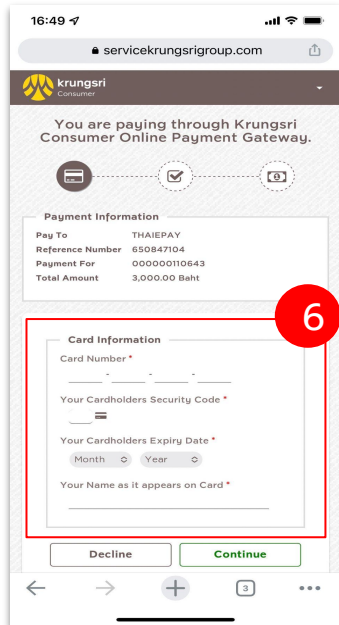 16:49
servicekrungsrigroup.com
krungsri
Consumer
You are paying through Krungsri
Consumer Online Payment Gateway.
Payment Information
Pay To THAIEPAY
Reference Number 650847104
Payment For 000000110643
Total Amount 3,000.00 Baht
6
Card Information
Card Number *
- - -
Your Cardholders Security Code *
Your Cardholders Expiry Date *
Month Year
Your Name as it appears on Card *
Decline Continue
3